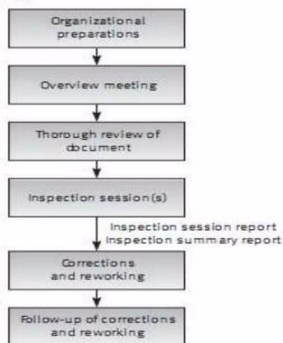 Organizational
preparations
Overview meeting
Thorough review of
document
Inspection session(s)
Inspection session report
Inspection summary report
Corrections
and reworking
Follow-up of corrections
and reworking